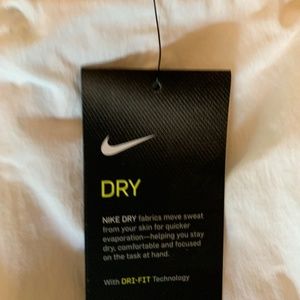 DRY
NIKE DRY fabrics move sweat
from your skin for quicker
evaporation—helping you stay
dry, comfortable and focused
on the task at hand.
With DRI-FIT Technology